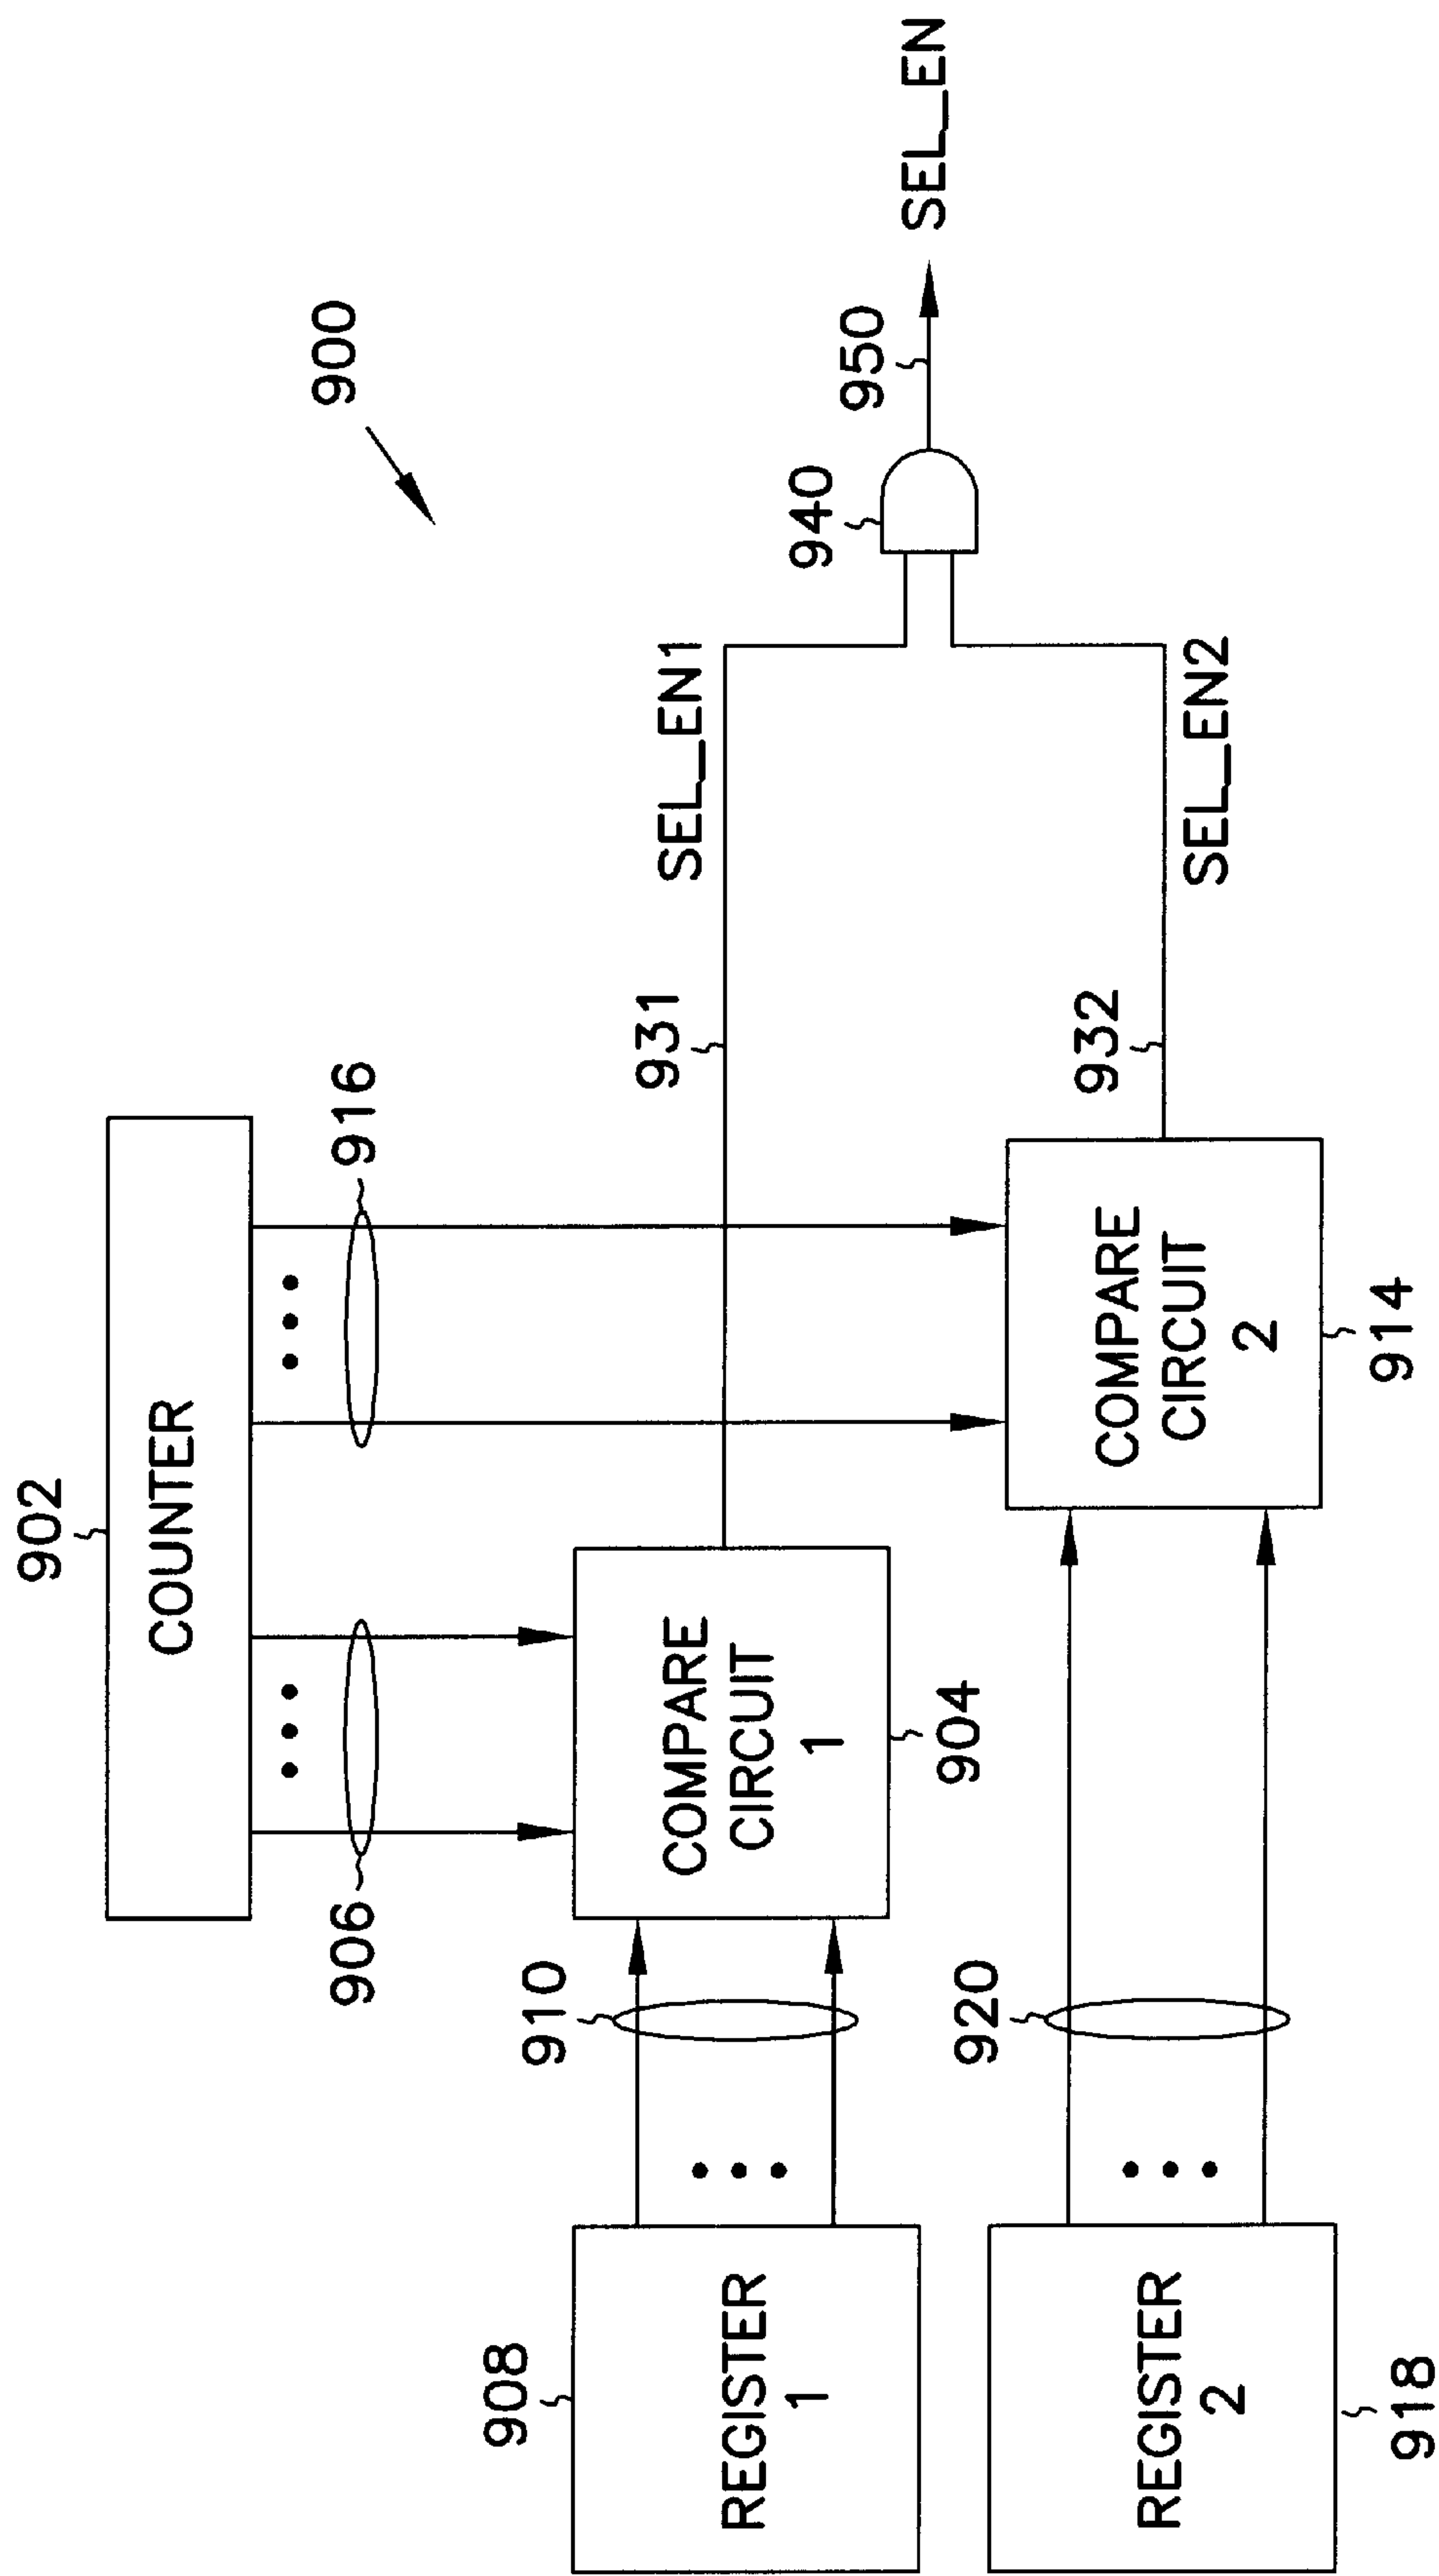 900
902
COUNTER
906
916
908
REGISTER
1
910
COMPARE
CIRCUIT
1
904
931
SEL_EN1
940
950
SEL_EN
918
REGISTER
2
920
COMPARE
CIRCUIT
2
914
932
SEL_EN2